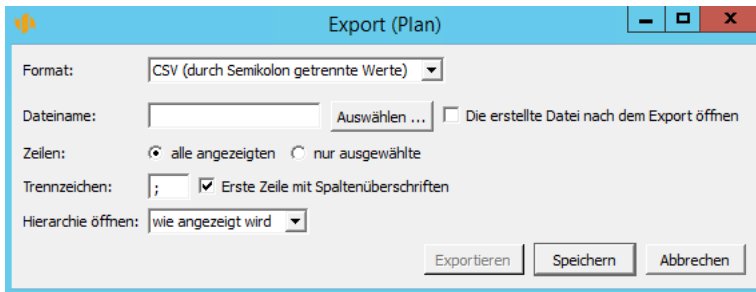 Export (Plan)
Format: CSV (durch Semikolon getrennte Werte)
Dateiname: Auswählen ... Die erstellte Datei nach dem Export öffnen
Zeilen: alle angezeigten nur ausgewählte
Trennzeichen: ; Erste Zeile mit Spaltenüberschriften
Hierarchie öffnen: wie angezeigt wird
Exportieren Speichern Abbrechen